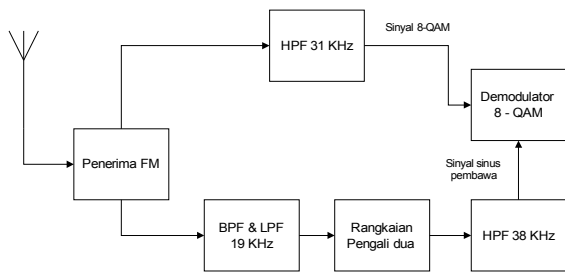 HPF 31 KHz
Sinyal 8-QAM
Demodulator
8 - QAM
Penerima FM
Sinyal sinus
pembawa
BPF & LPF
19 KHz
Rangkaian
Pengali dua
HPF 38 KHz